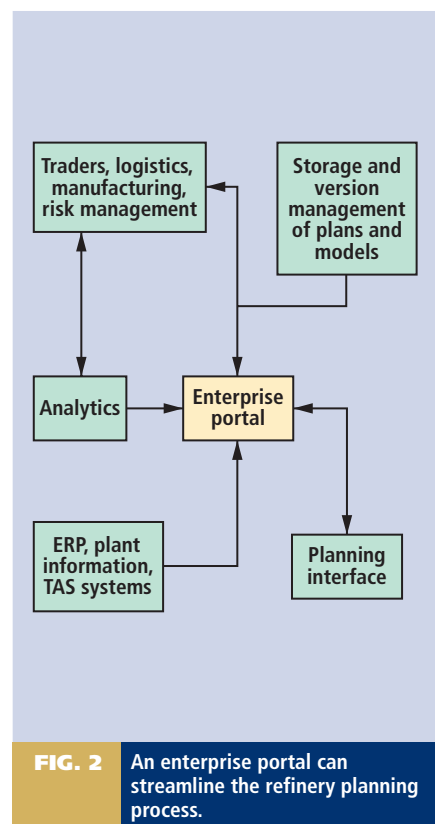 Traders, logistics,
manufacturing,
risk management
Storage and
version
management
of plans and
models
Analytics
Enterprise
portal
ERP, plant
information,
TAS systems
Planning
interface
FIG. 2
An enterprise portal can
streamline the refinery planning
process.